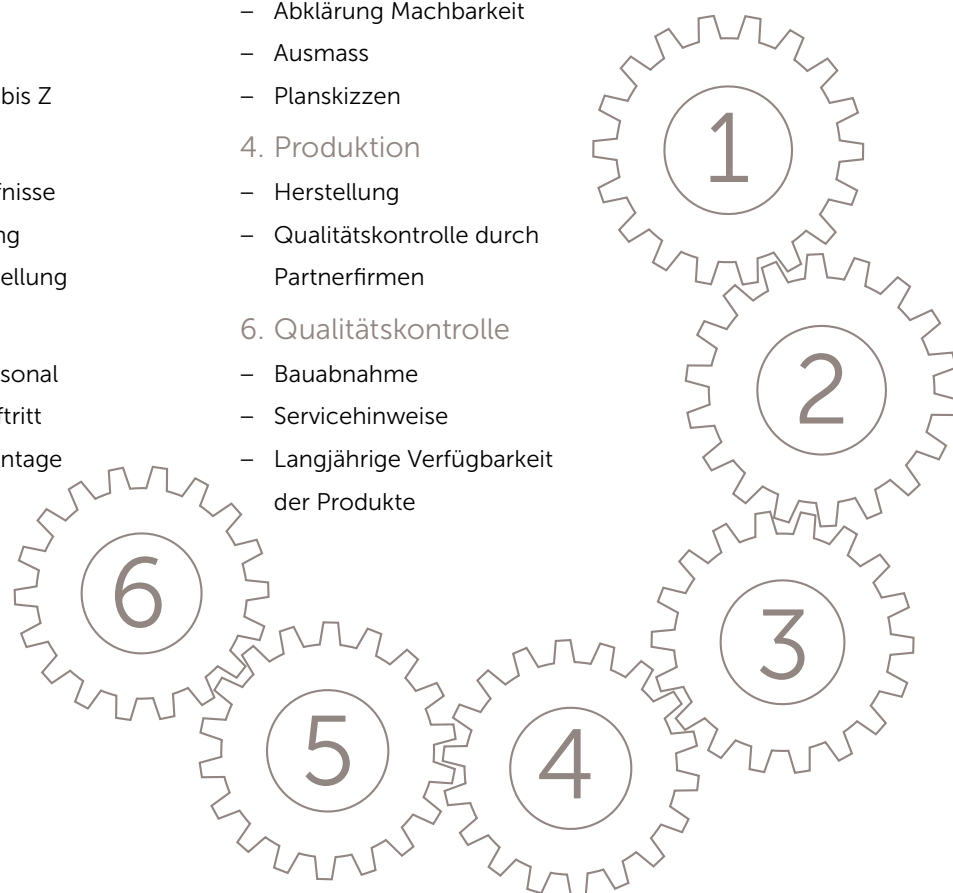 bis Z
fnisse
ng
ellung
sonal
ftritt
ntage
– Abklärung Machbarkeit
– Ausmass
– Planskizzen
4. Produktion
– Herstellung
– Qualitätskontrolle durch
Partnerfirmen
6. Qualitätskontrolle
– Bauabnahme
– Servicehinweise
– Langjährige Verfügbarkeit
der Produkte
1
2
3
4
5
6